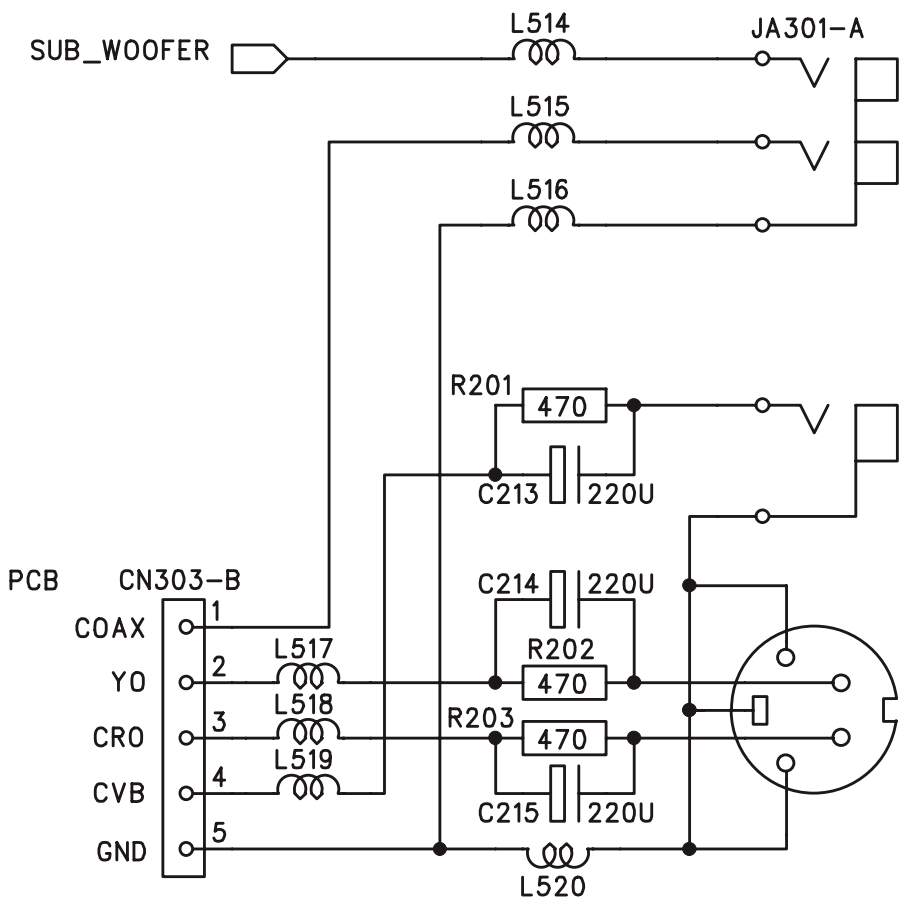 L514
JA301-A
SUB_WOOFER
L515
L516
R201
470
C213
220U
PCB
CN303-B
C214
220U
COAX
1
L517
R202
YO
2
470
L518
R203
CRO
3
470
L519
CVB
4
C215
220U
GND
5
L520